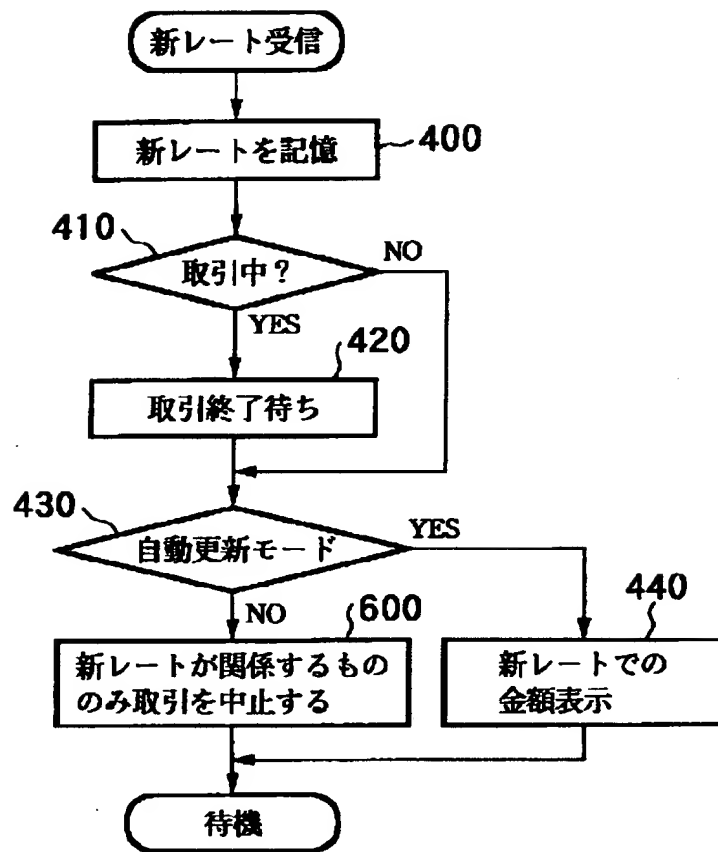 新レート受信
新レートを記憶
400
410
取引中？
NO
YES
420
取引終了待ち
430
自動更新モード
YES
NO
600
440
新レートが関係するもの
のみ取引を中止する
新レートでの
金額表示
待機